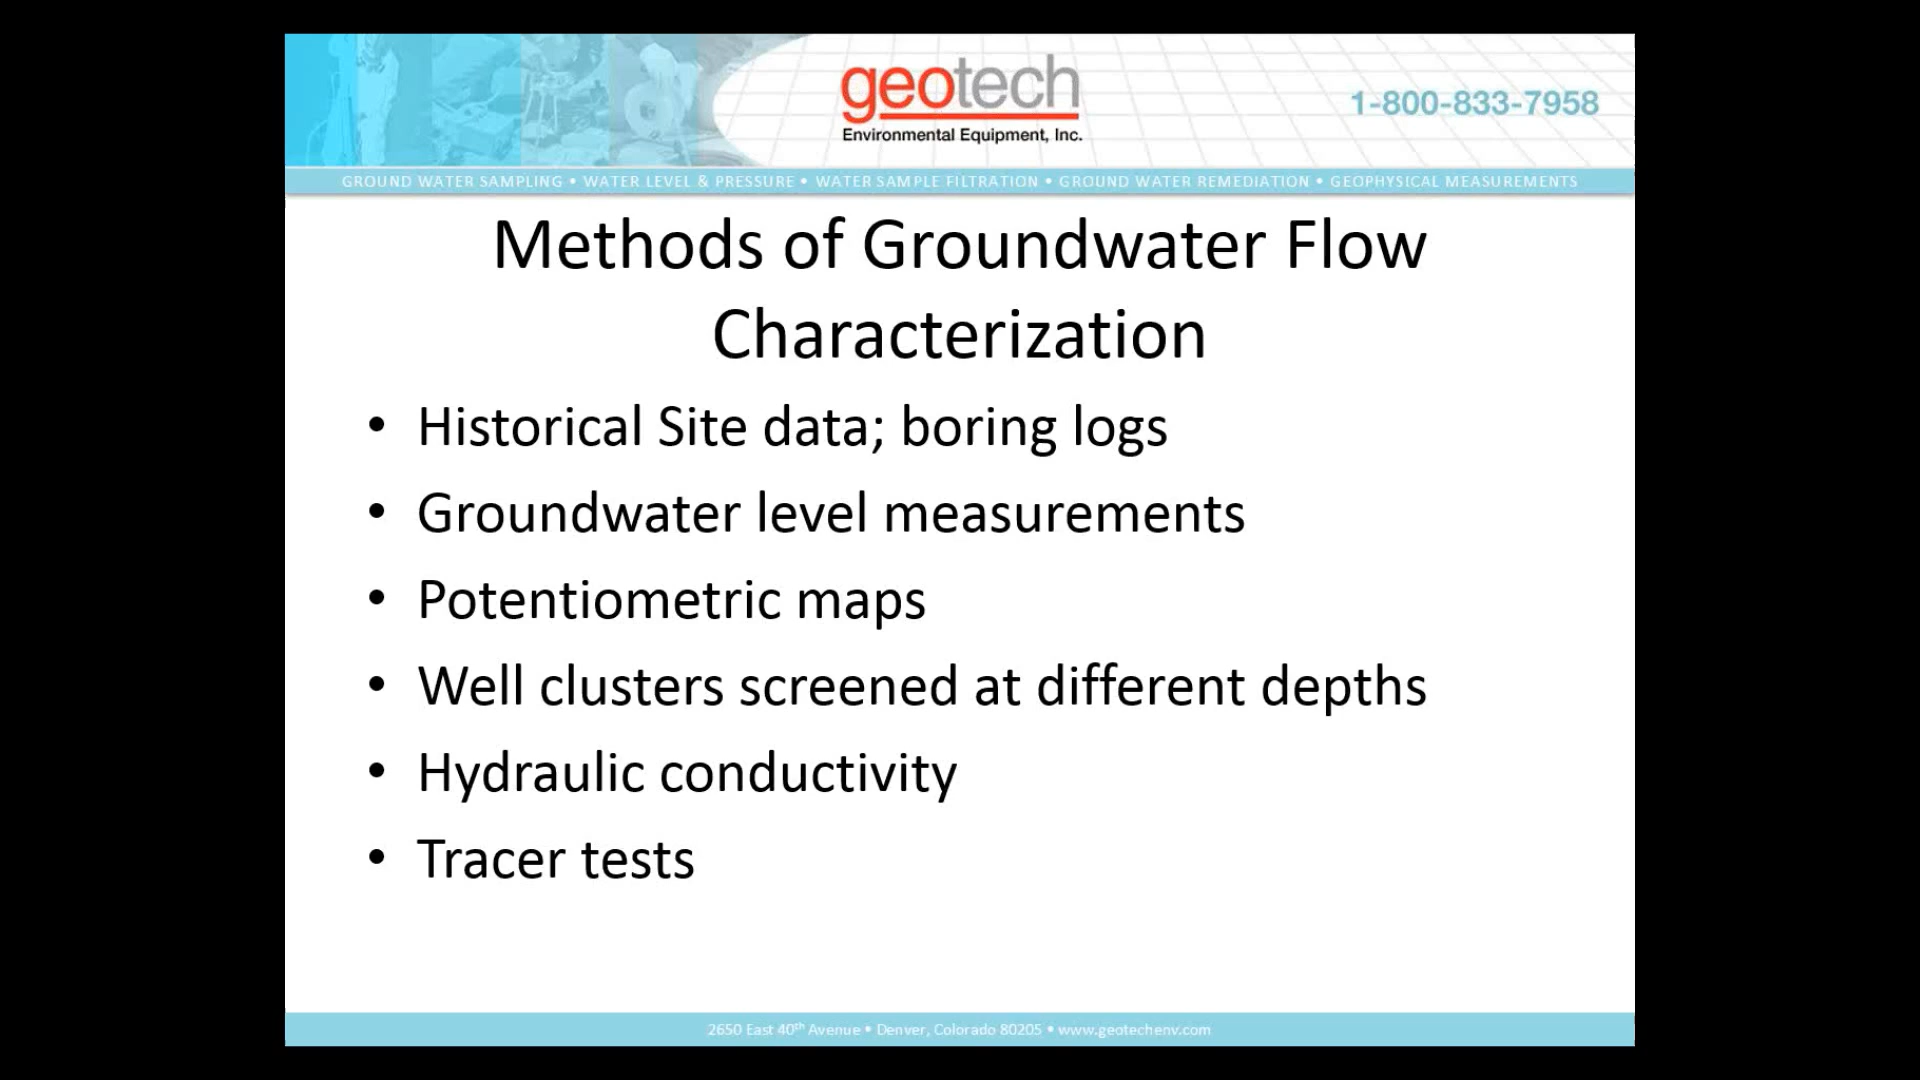 geotech
Environmental Equipment, Inc.
1-800-833-7958
GROUND WATER SAMPLING • WATER LEVEL & PRESSURE • WATER SAMPLE FILTRATION • GROUND WATER REMEDIATION • GEOPHYSICAL MEASUREMENTS
Methods of Groundwater Flow
Characterization
• Historical Site data; boring logs
• Groundwater level measurements
• Potentiometric maps
• Well clusters screened at different depths
• Hydraulic conductivity
• Tracer tests
2650 East 40th Avenue • Denver, Colorado 80205 • www.geotechenv.com